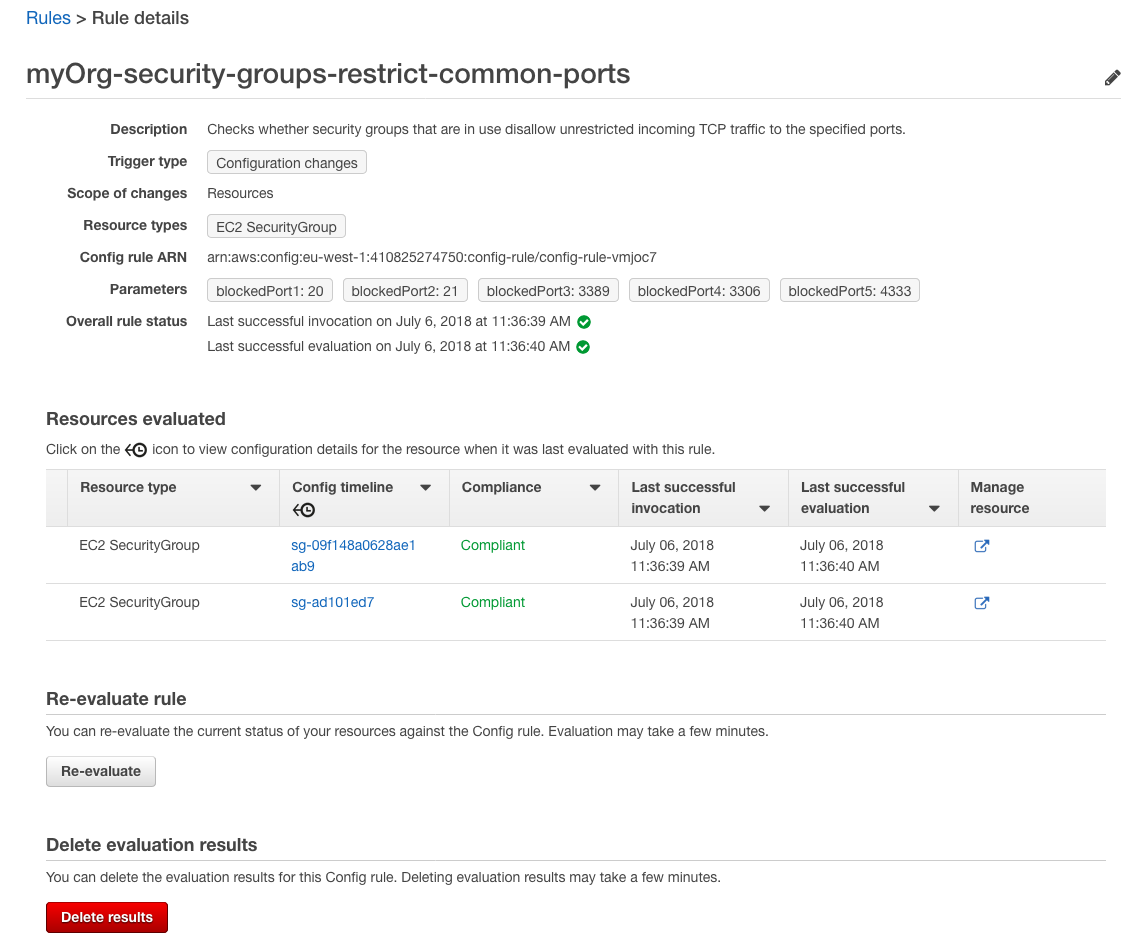 Rules > Rule details
myOrg-security-groups-restrict-common-ports
Description Checks whether security groups that are in use disallow unrestricted incoming TCP traffic to the specified ports.
Trigger type Configuration changes
Scope of changes Resources
Resource types EC2 SecurityGroup
Config rule ARN arn:aws:config:eu-west-1:410825274750:config-rule/config-rule-vmjoc7
Parameters blockedPort1: 20 blockedPort2: 21 blockedPort3: 3389 blockedPort4: 3306 blockedPort5: 4333
Overall rule status Last successful invocation on July 6, 2018 at 11:36:39 AM
Last successful evaluation on July 6, 2018 at 11:36:40 AM
Resources evaluated
Click on the icon to view configuration details for the resource when it was last evaluated with this rule.
Resource type Config timeline Compliance Last successful Last successful Manage
invocation evaluation resource
EC2 SecurityGroup sg-09f148a0628ae1 Compliant July 06, 2018 July 06, 2018
ab9 11:36:39 AM 11:36:40 AM
EC2 SecurityGroup sg-ad101ed7 Compliant July 06, 2018 July 06, 2018
11:36:39 AM 11:36:40 AM
Re-evaluate rule
You can re-evaluate the current status of your resources against the Config rule. Evaluation may take a few minutes.
Re-evaluate
Delete evaluation results
You can delete the evaluation results for this Config rule. Deleting evaluation results may take a few minutes.
Delete results